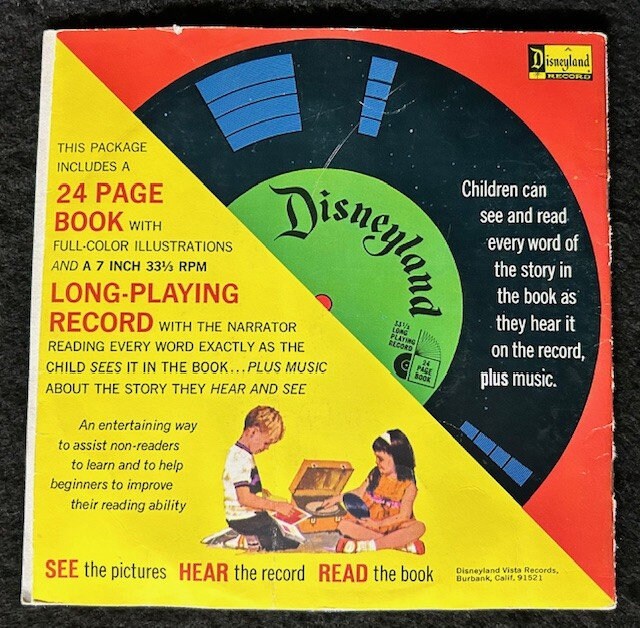 Disneyland
RECORD
THIS PACKAGE
INCLUDES A
24 PAGE
BOOK WITH
FULL-COLOR ILLUSTRATIONS
AND A 7 INCH 33⅓ RPM
LONG-PLAYING
RECORD WITH THE NARRATOR
READING EVERY WORD EXACTLY AS THE
CHILD SEES IT IN THE BOOK...PLUS MUSIC
ABOUT THE STORY THEY HEAR AND SEE
Disneyland
33⅓
LONG
PLAYING
RECORD
24
PAGE
BOOK
Children can
see and read
every word of
the story in
the book as
they hear it
on the record,
plus music.
An entertaining way
to assist non-readers
to learn and to help
beginners to improve
their reading ability
SEE the pictures HEAR the record READ the book
Disneyland Vista Records,
Burbank, Calif. 91521